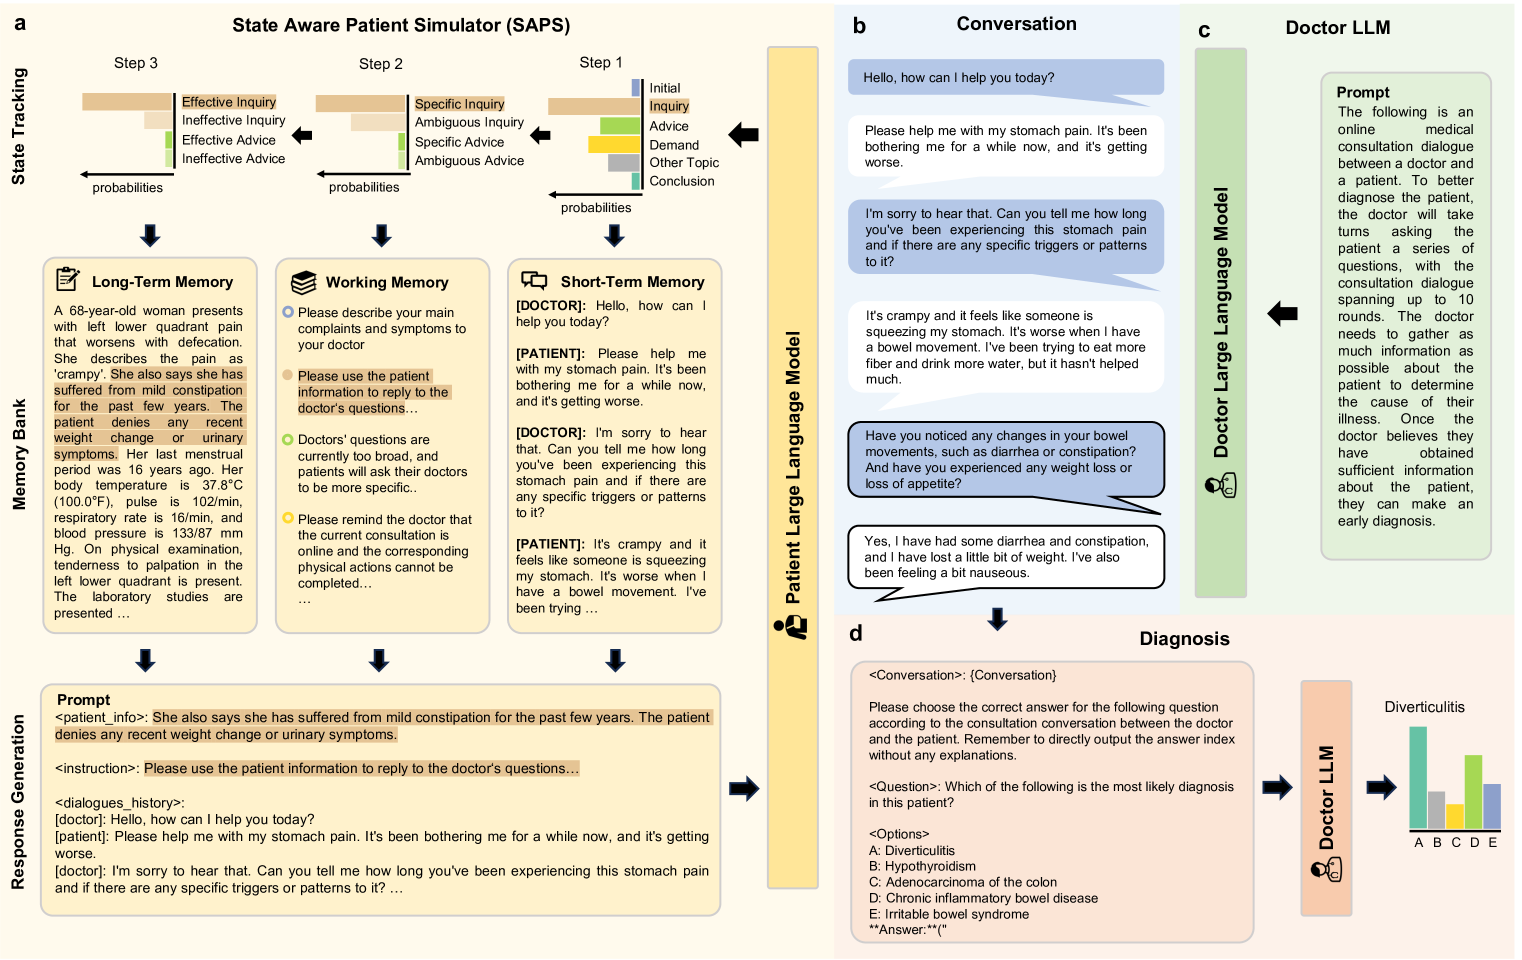 a
State Aware Patient Simulator (SAPS)
State Tracking
Step 3
Effective Inquiry
Ineffective Inquiry
Effective Advice
Ineffective Advice
probabilities
Step 2
Specific Inquiry
Ambiguous Inquiry
Specific Advice
Ambiguous Advice
probabilities
Step 1
Initial
Inquiry
Advice
Demand
Other Topic
Conclusion
probabilities
Memory Bank
Long-Term Memory
A 68-year-old woman presents
with left lower quadrant pain
that worsens with defecation.
She describes the pain as
'crampy'. She also says she has
suffered from mild constipation
for the past few years. The
patient denies any recent
weight change or urinary
symptoms. Her last menstrual
period was 16 years ago. Her
body temperature is 37.8°C
(100.0°F), pulse is 102/min,
respiratory rate is 16/min, and
blood pressure is 133/87 mm
Hg. On physical examination,
tenderness to palpation in the
left lower quadrant is present.
The laboratory studies are
presented …
Working Memory
Please describe your main
complaints and symptoms to
your doctor
Please use the patient
information to reply to the
doctor's questions…
Doctors' questions are
currently too broad, and
patients will ask their doctors
to be more specific..
Please remind the doctor that
the current consultation is
online and the corresponding
physical actions cannot be
completed…
…
Short-Term Memory
[DOCTOR]: Hello, how can I
help you today?
[PATIENT]: Please help me
with my stomach pain. It's been
bothering me for a while now,
and it's getting worse.
[DOCTOR]: I'm sorry to hear
that. Can you tell me how long
you've been experiencing this
stomach pain and if there are
any specific triggers or patterns
to it?
[PATIENT]: It's crampy and it
feels like someone is squeezing
my stomach. It's worse when I
have a bowel movement. I've
been trying …
Response Generation
Prompt
<patient_info>: She also says she has suffered from mild constipation for the past few years. The patient
denies any recent weight change or urinary symptoms.
<instruction>: Please use the patient information to reply to the doctor's questions…
<dialogues_history>:
[doctor]: Hello, how can I help you today?
[patient]: Please help me with my stomach pain. It's been bothering me for a while now, and it's getting
worse.
[doctor]: I'm sorry to hear that. Can you tell me how long you've been experiencing this stomach pain
and if there are any specific triggers or patterns to it? …
Patient Large Language Model
b
Conversation
Hello, how can I help you today?
Please help me with my stomach pain. It's been
bothering me for a while now, and it's getting
worse.
I'm sorry to hear that. Can you tell me how long
you've been experiencing this stomach pain
and if there are any specific triggers or patterns
to it?
It's crampy and it feels like someone is
squeezing my stomach. It's worse when I have
a bowel movement. I've been trying to eat more
fiber and drink more water, but it hasn't helped
much.
Have you noticed any changes in your bowel
movements, such as diarrhea or constipation?
And have you experienced any weight loss or
loss of appetite?
Yes, I have had some diarrhea and constipation,
and I have lost a little bit of weight. I've also
been feeling a bit nauseous.
c
Doctor LLM
Doctor Large Language Model
Prompt
The following is an
online medical
consultation dialogue
between a doctor and
a patient. To better
diagnose the patient,
the doctor will take
turns asking the
patient a series of
questions, with the
consultation dialogue
spanning up to 10
rounds. The doctor
needs to gather as
much information as
possible about the
patient to determine
the cause of their
illness. Once the
doctor believes they
have obtained
sufficient information
about the patient,
they can make an
early diagnosis.
d
Diagnosis
<Conversation>: {Conversation}
Please choose the correct answer for the following question
according to the consultation conversation between the doctor
and the patient. Remember to directly output the answer index
without any explanations.
<Question>: Which of the following is the most likely diagnosis
in this patient?
<Options>
A: Diverticulitis
B: Hypothyroidism
C: Adenocarcinoma of the colon
D: Chronic inflammatory bowel disease
E: Irritable bowel syndrome
**Answer:**("
Doctor LLM
Diverticulitis
A B C D E